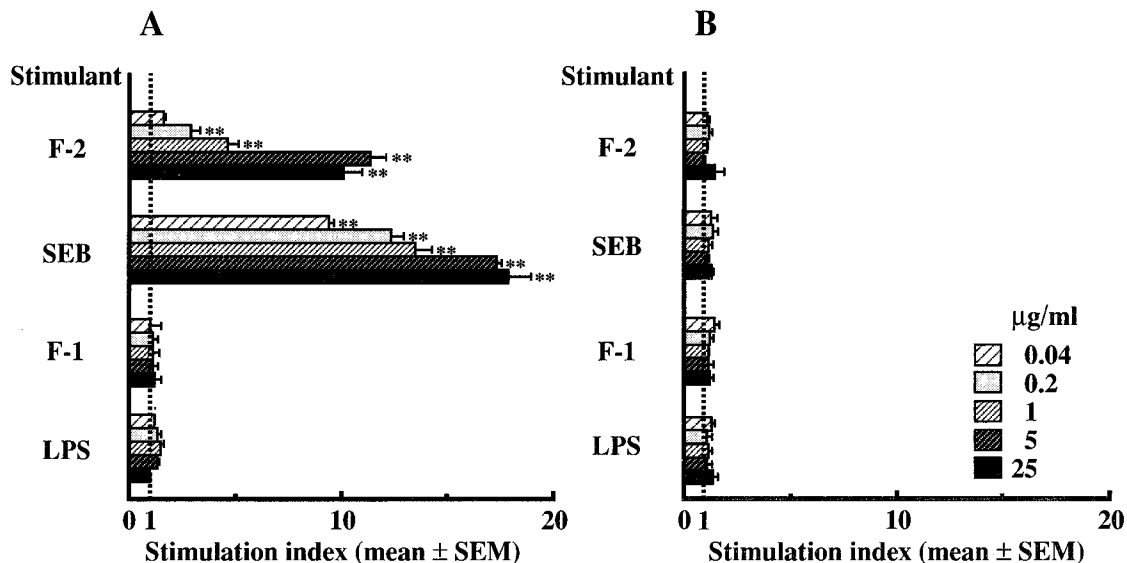 A
Stimulant
F-2
**
**
**
**
SEB
**
**
**
**
**
F-1
LPS
0 1 10 20
Stimulation index (mean ± SEM)
B
Stimulant
F-2
SEB
F-1
LPS
µg/ml
0.04
0.2
1
5
25
0 1 10 20
Stimulation index (mean ± SEM)